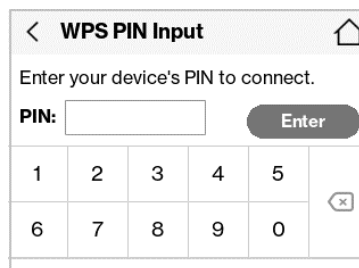 WPS PIN Input
Enter your device's PIN to connect.
PIN:
Enter
1 2 3 4 5
6 7 8 9 0